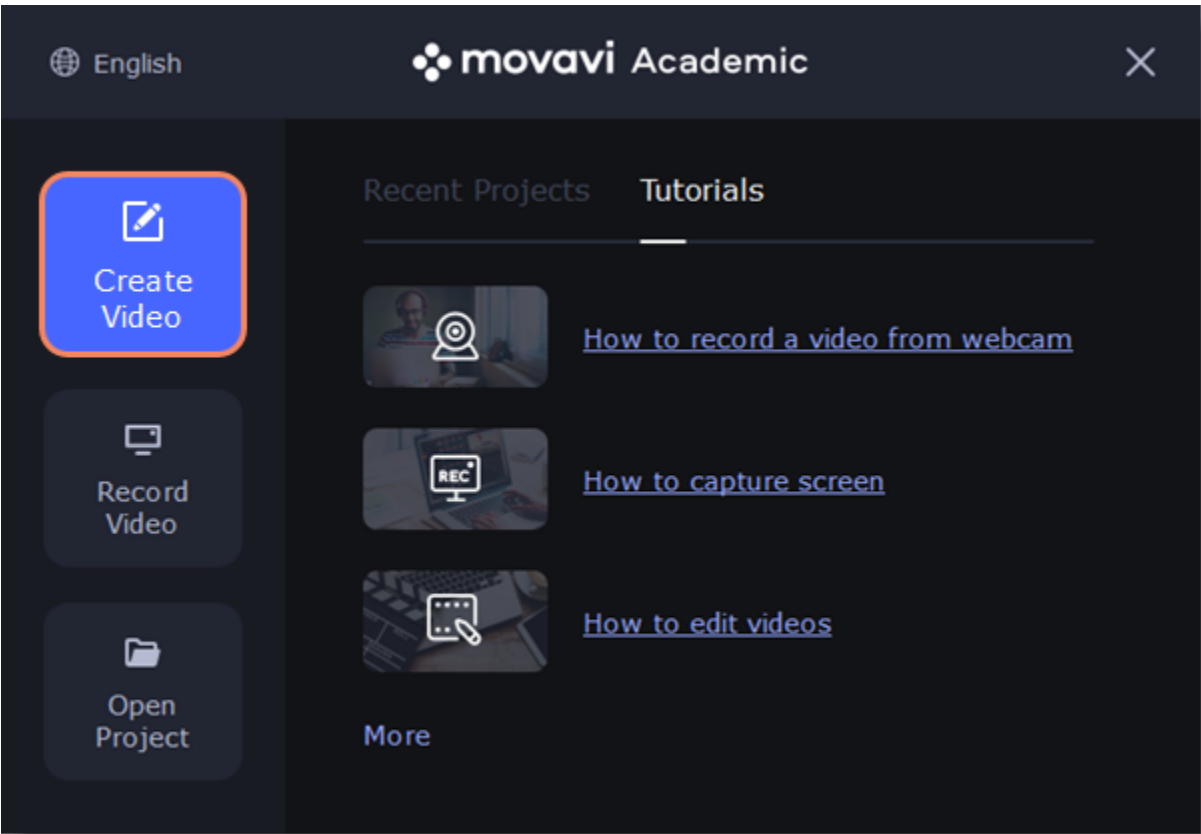 English
movavi Academic
Recent Projects
Tutorials
Create
Video
How to record a video from webcam
Record
Video
REC
How to capture screen
How to edit videos
Open
Project
More